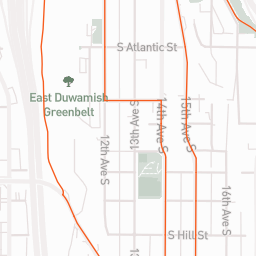 S Atlantic St
East Duwamish
Greenbelt
12th Ave S
13th Ave S
14th Ave S
15th Ave S
16th Ave S
S Hill St